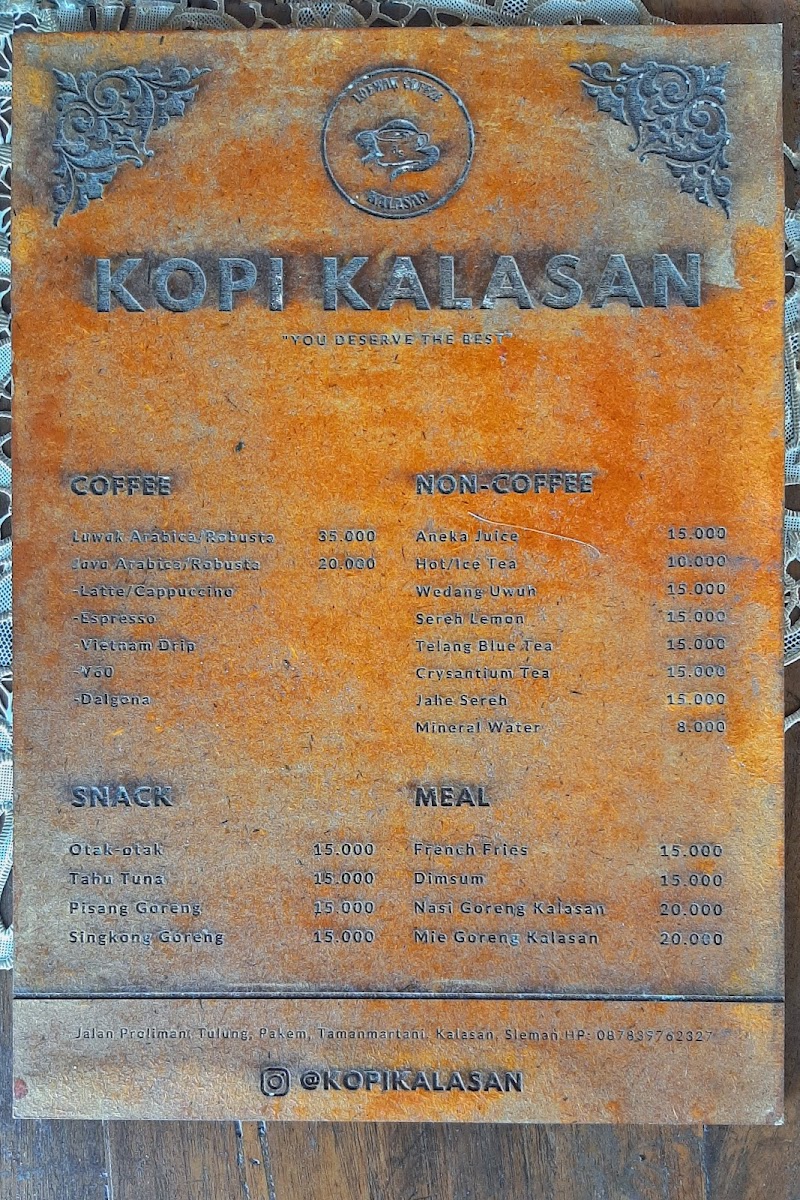 LUWAK COFFEE
KALASAN
KOPI KALASAN
"YOU DESERVE THE BEST"
COFFEE
Luwak Arabica/Robusta 35.000
Java Arabica/Robusta 20.000
-Latte/Cappuccino
-Espresso
-Vietnam Drip
-V60
-Dalgona
NON-COFFEE
Aneka Juice 15.000
Hot/Ice Tea 10.000
Wedang Uwuh 15.000
Sereh Lemon 15.000
Telang Blue Tea 15.000
Crysantium Tea 15.000
Jahe Sereh 15.000
Mineral Water 8.000
SNACK
Otak-otak 15.000
Tahu Tuna 15.000
Pisang Goreng 15.000
Singkong Goreng 15.000
MEAL
French Fries 15.000
Dimsum 15.000
Nasi Goreng Kalasan 20.000
Mie Goreng Kalasan 20.000
Jalan Proliman, Tulung, Pakem, Tamanmartani, Kalasan, Sleman HP: 087839762327
@KOPIKALASAN